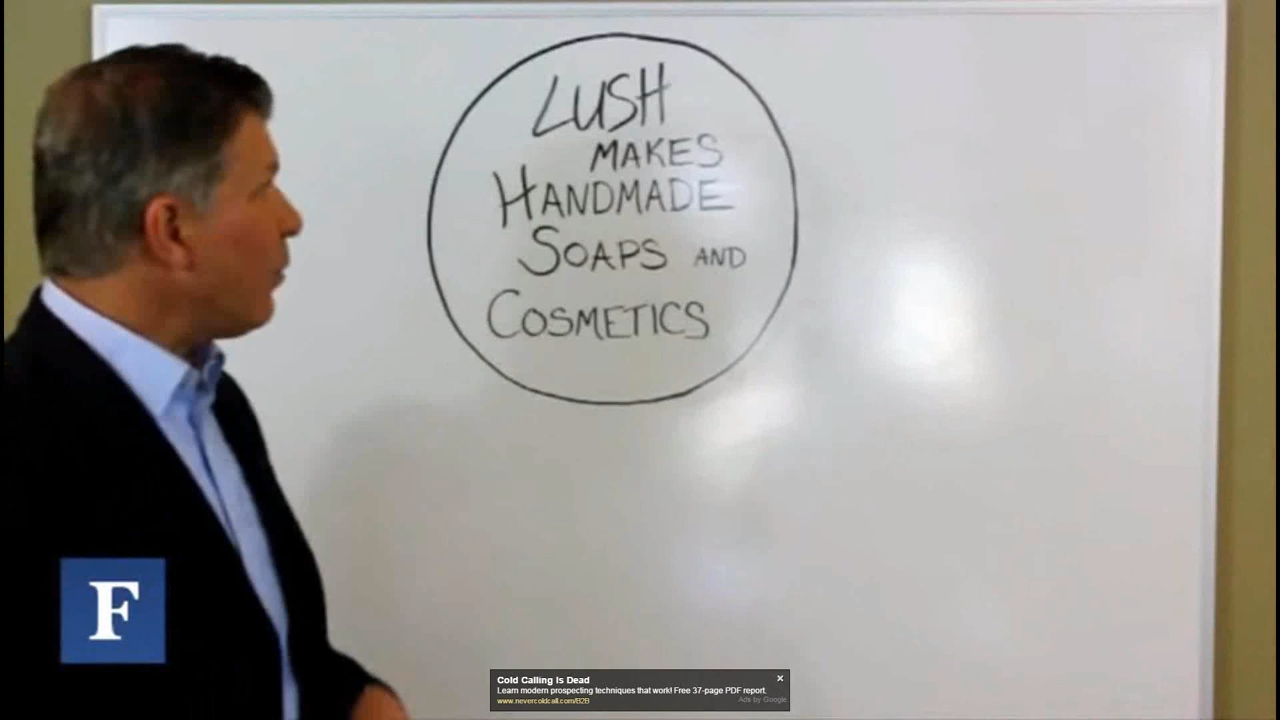 LUSH
MAKES
HANDMADE
SOAPS AND
COSMETICS
F
Cold Calling Is Dead
Learn modern prospecting techniques that work! Free 37-page PDF report.
www.nevercoldcall.com/B2B
Ads by Google